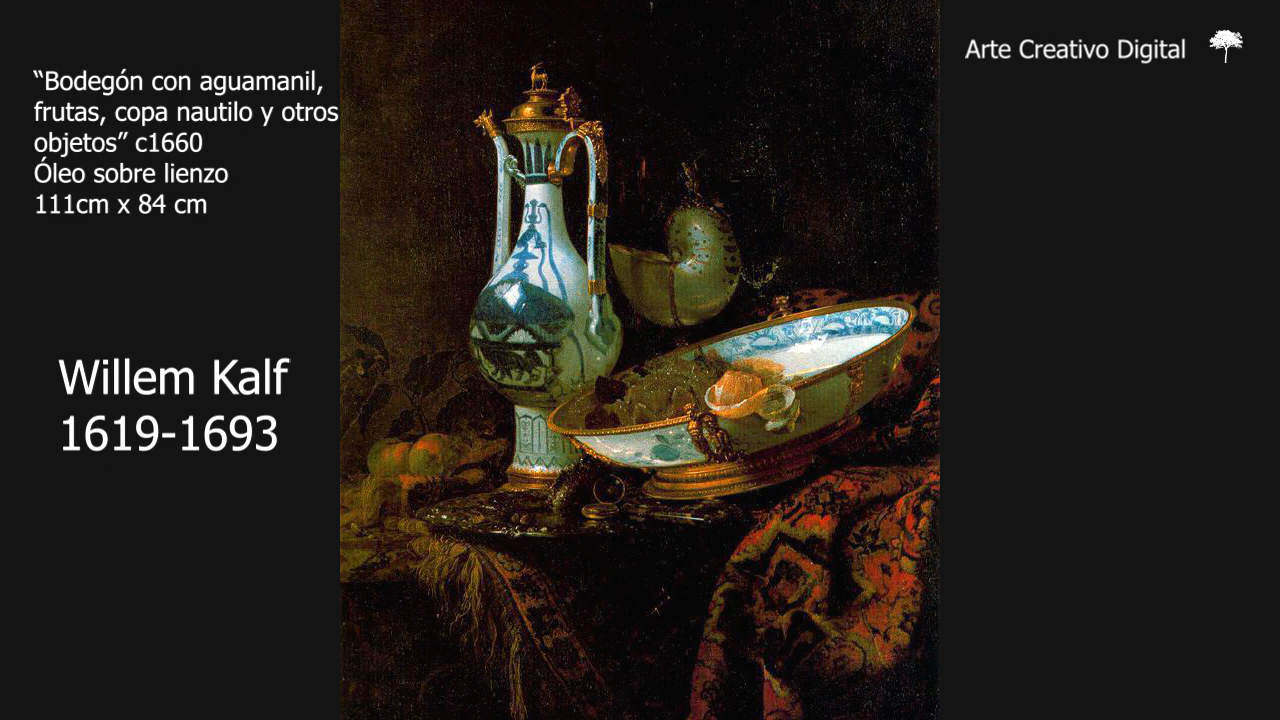 “Bodegón con aguamanil,
frutas, copa nautilo y otros
objetos” c1660
Óleo sobre lienzo
111cm x 84 cm
Willem Kalf
1619-1693
Arte Creativo Digital